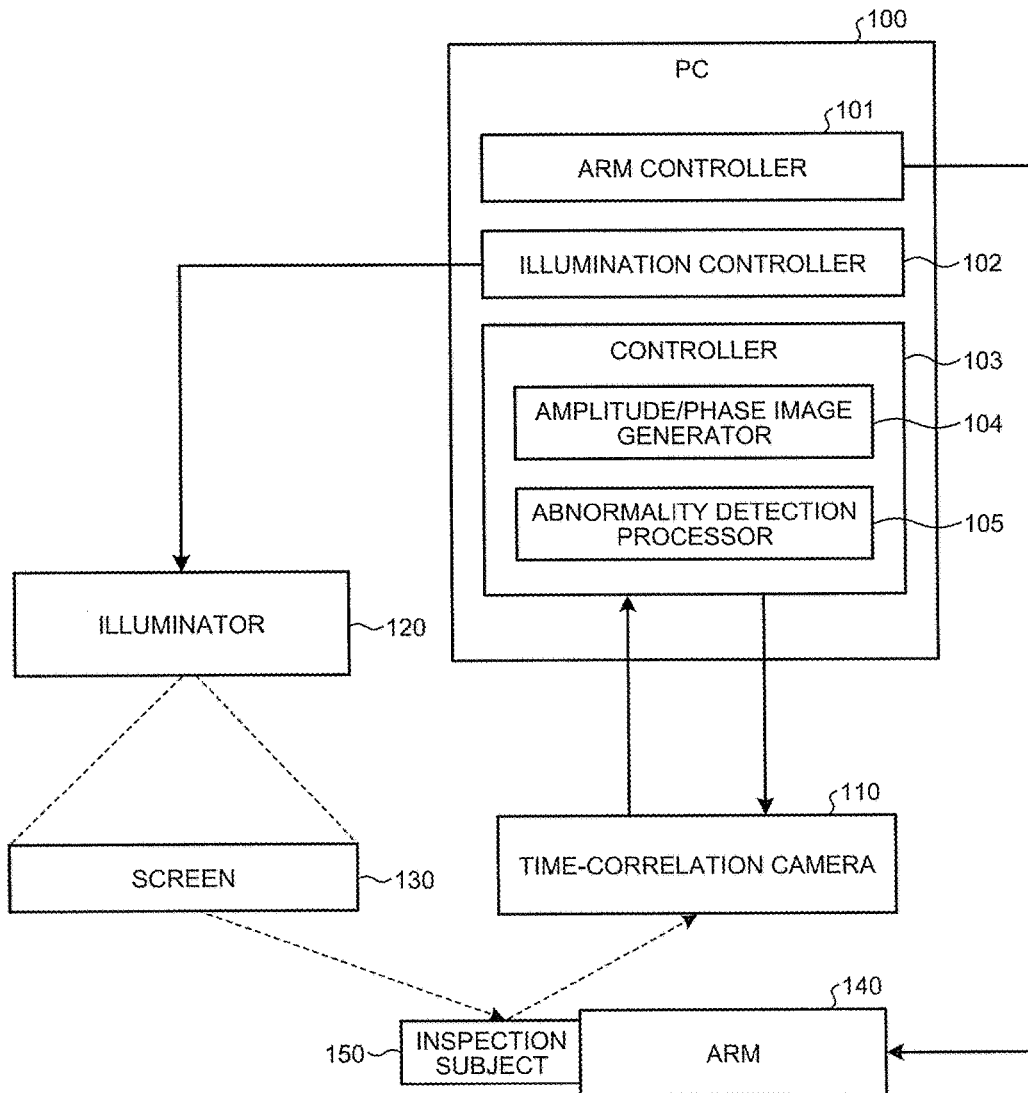 100
PC
101
ARM CONTROLLER
ILLUMINATION CONTROLLER
102
CONTROLLER
103
AMPLITUDE/PHASE IMAGE
GENERATOR
104
ABNORMALITY DETECTION
PROCESSOR
105
ILLUMINATOR
120
110
TIME-CORRELATION CAMERA
SCREEN
130
140
150
INSPECTION
SUBJECT
ARM